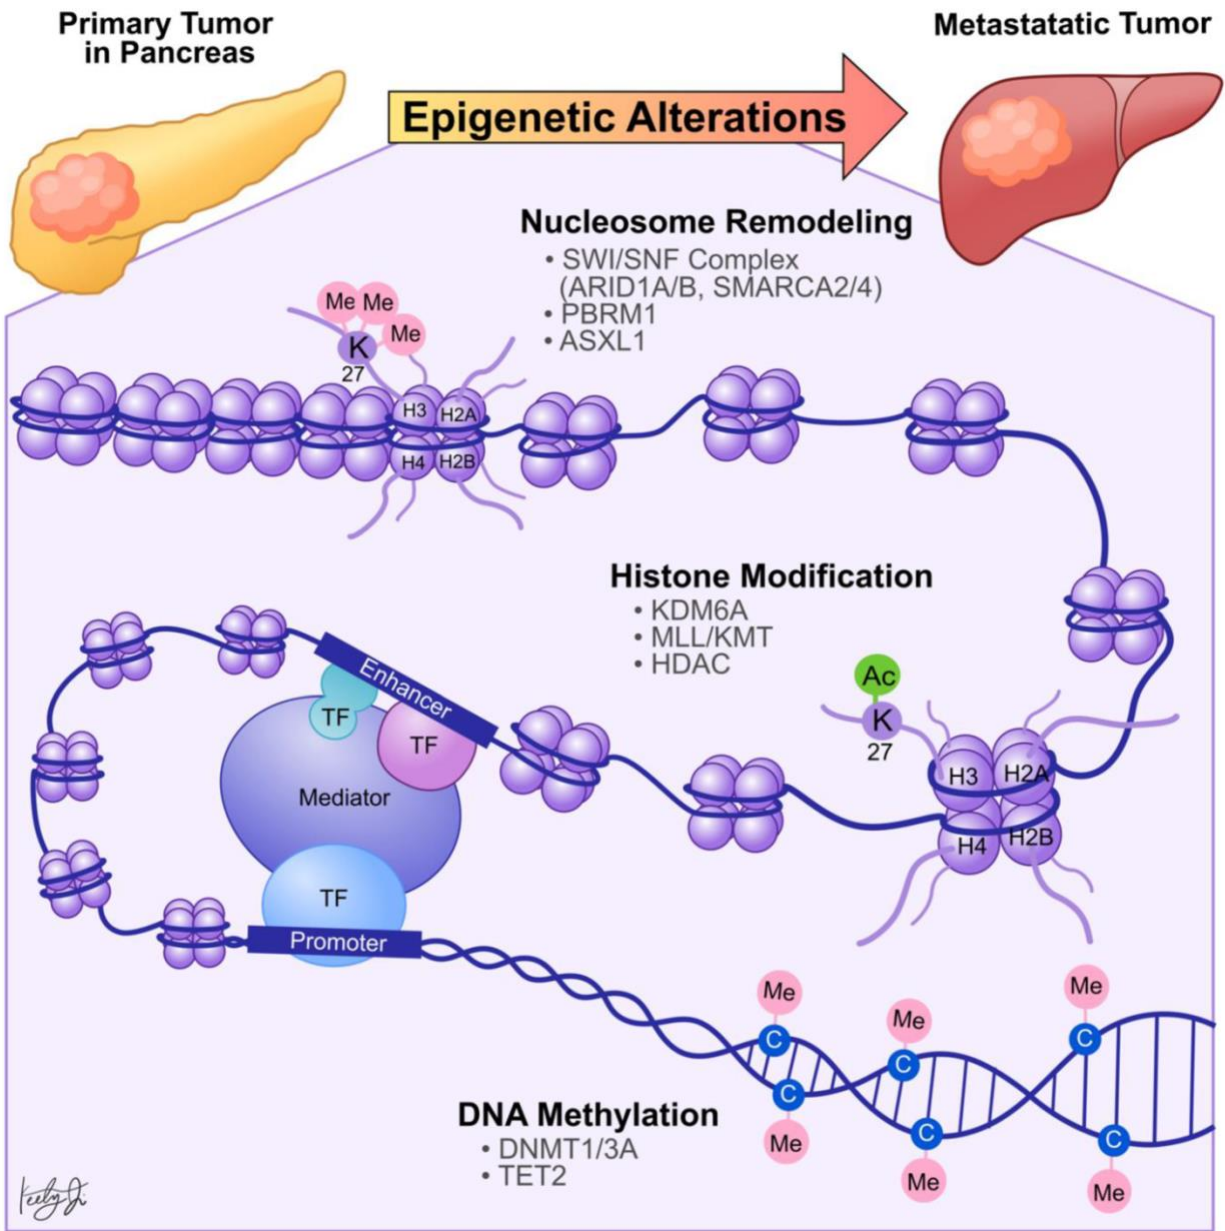 Primary Tumor
in Pancreas
Epigenetic Alterations
Metastatatic Tumor
Nucleosome Remodeling
• SWI/SNF Complex
(ARID1A/B, SMARCA2/4)
• PBRM1
• ASXL1
Me Me
Me
K
27
H3 H2A
H4 H2B
Histone Modification
• KDM6A
• MLL/KMT
• HDAC
Ac
K
27
H3 H2A
H4 H2B
Enhancer
TF
TF
Mediator
TF
Promoter
Me
Me
Me
C
C
C
C
C
C
Me
Me
Me
DNA Methylation
• DNMT1/3A
• TET2